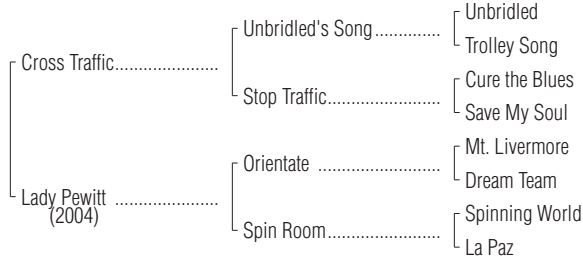 Unbridled
Unbridled's Song..............
Trolley Song
Cross Traffic......................
Cure the Blues
Stop Traffic........................
Save My Soul
Mt. Livermore
Orientate ..........................
Dream Team
Lady Pewitt ......................
(2004)
Spinning World
Spin Room........................
La Paz